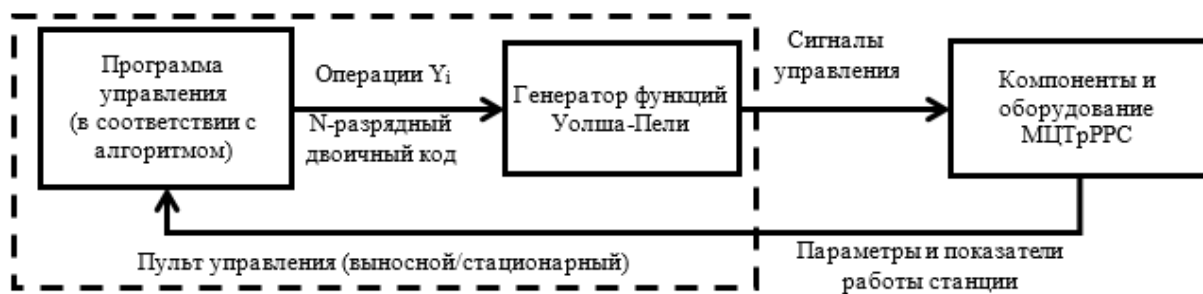 Программа
управления
(в соответствии с
алгоритмом)
Операции Yi
N-разрядный
двоичный код
Генератор функций
Уолша-Пели
Сигналы
управления
Компоненты и
оборудование
МЦТрРРС
Пульт управления (выносной/стационарный)
Параметры и показатели
работы станции